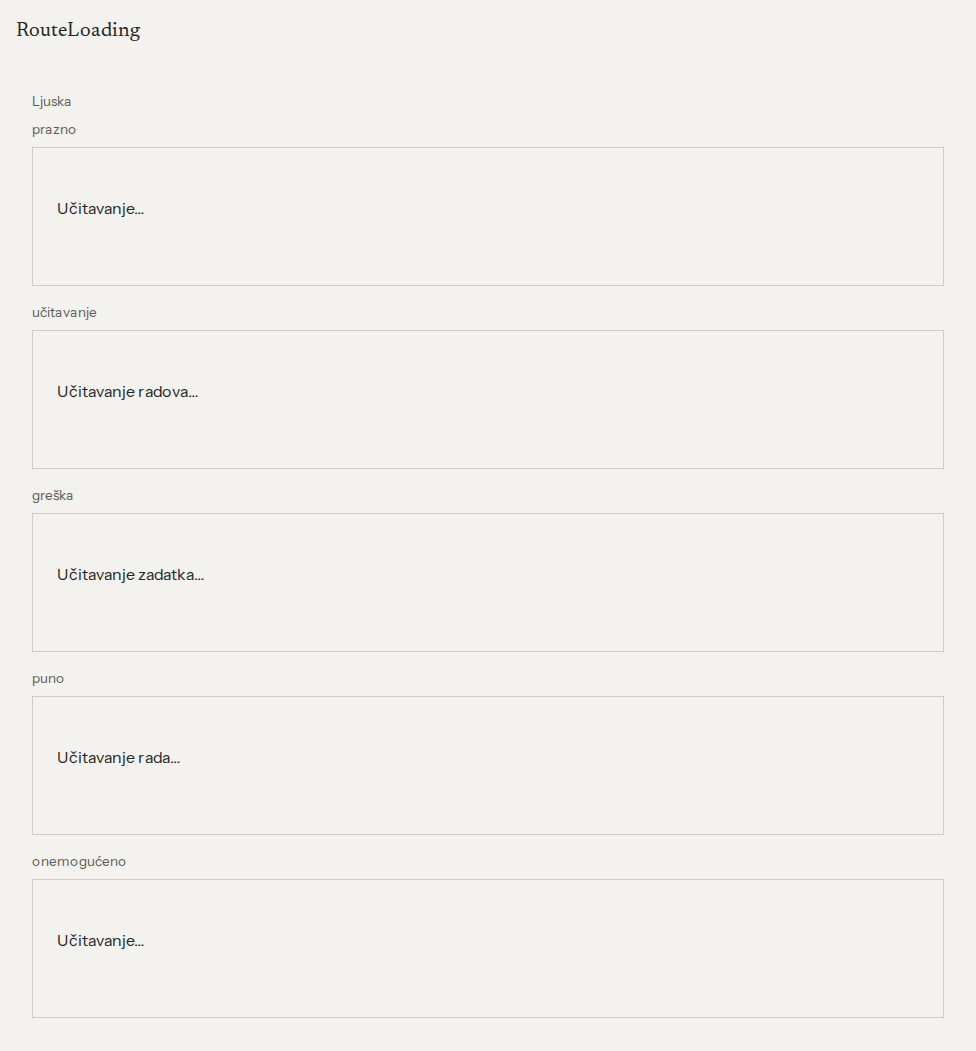 RouteLoading
Ljuska
prazno
Učitavanje...
učitavanje
Učitavanje radova...
greška
Učitavanje zadatka...
puno
Učitavanje rada...
onemogućeno
Učitavanje...